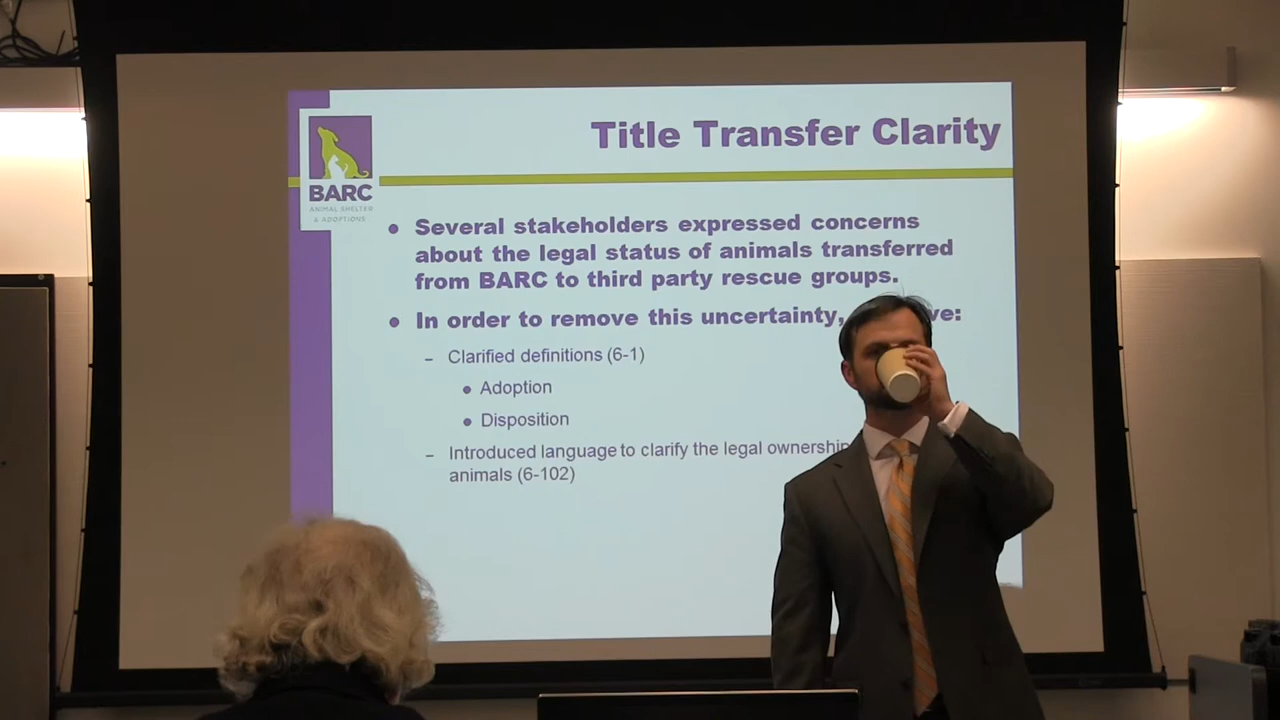 Title Transfer Clarity
BARC
ANIMAL SHELTER
& ADOPTIONS
• Several stakeholders expressed concerns
about the legal status of animals transferred
from BARC to third party rescue groups.
• In order to remove this uncertainty,
– Clarified definitions (6-1)
• Adoption
• Disposition
– Introduced language to clarify the legal ownership
animals (6-102)